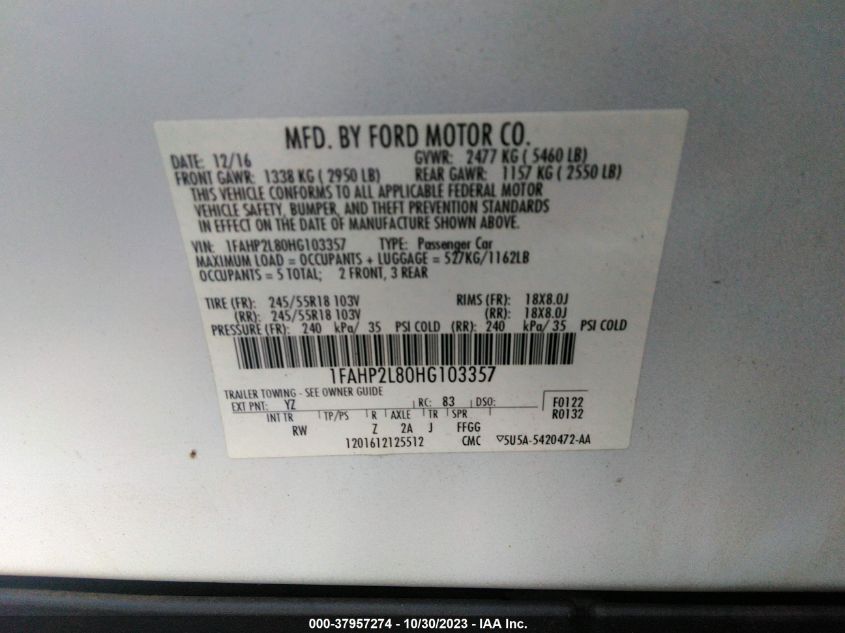 MFD. BY FORD MOTOR CO.
DATE: 12/16 GVWR: 2477 KG ( 5460 LB)
FRONT GAWR: 1338 KG ( 2950 LB) REAR GAWR: 1157 KG ( 2550 LB)
THIS VEHICLE CONFORMS TO ALL APPLICABLE FEDERAL MOTOR
VEHICLE SAFETY, BUMPER, AND THEFT PREVENTION STANDARDS
IN EFFECT ON THE DATE OF MANUFACTURE SHOWN ABOVE.
VIN: 1FAHP2L80HG103357 TYPE: Passenger Car
MAXIMUM LOAD = OCCUPANTS + LUGGAGE = 527KG/1162LB
OCCUPANTS = 5 TOTAL; 2 FRONT, 3 REAR
TIRE (FR): 245/55R18 103V RIMS (FR): 18X8.0J
(RR): 245/55R18 103V (RR): 18X8.0J
PRESSURE (FR): 240 kPa/ 35 PSI COLD (RR): 240 kPa/ 35 PSI COLD
1FAHP2L80HG103357
TRAILER TOWING - SEE OWNER GUIDE
EXT PNT: YZ RC: 83 DSO: F0122
INT TR TP/PS R AXLE TR SPR R0132
RW Z 2A J FFGG
1201612125512 CMC ▽5U5A-5420472-AA
000-37957274 - 10/30/2023 - IAA Inc.